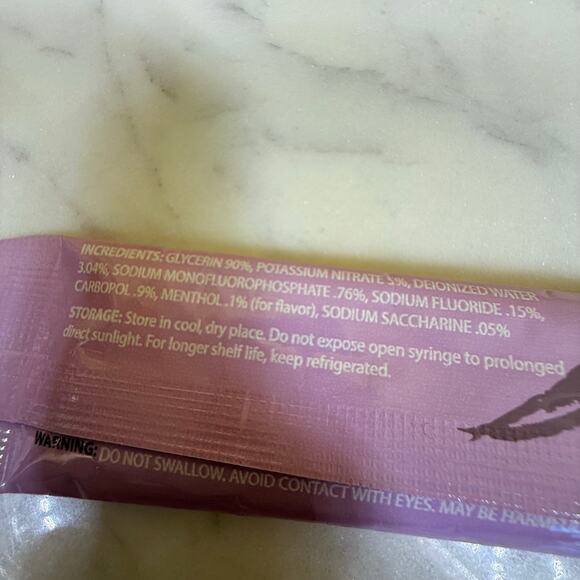 INCREDIENTS: GLYCERIN 90%, POTASSIUM NITRATE 5%, DEIONIZED WATER
3.04%, SODIUM MONOFLUOROPHOSPHATE .76%, SODIUM FLUORIDE .15%,
CARBOPOL .9%, MENTHOL .1% (for flavor), SODIUM SACCHARINE .05%
STORAGE: Store in cool, dry place. Do not expose open syringe to prolonged
direct sunlight. For longer shelf life, keep refrigerated.
WARNING: DO NOT SWALLOW. AVOID CONTACT WITH EYES. MAY BE